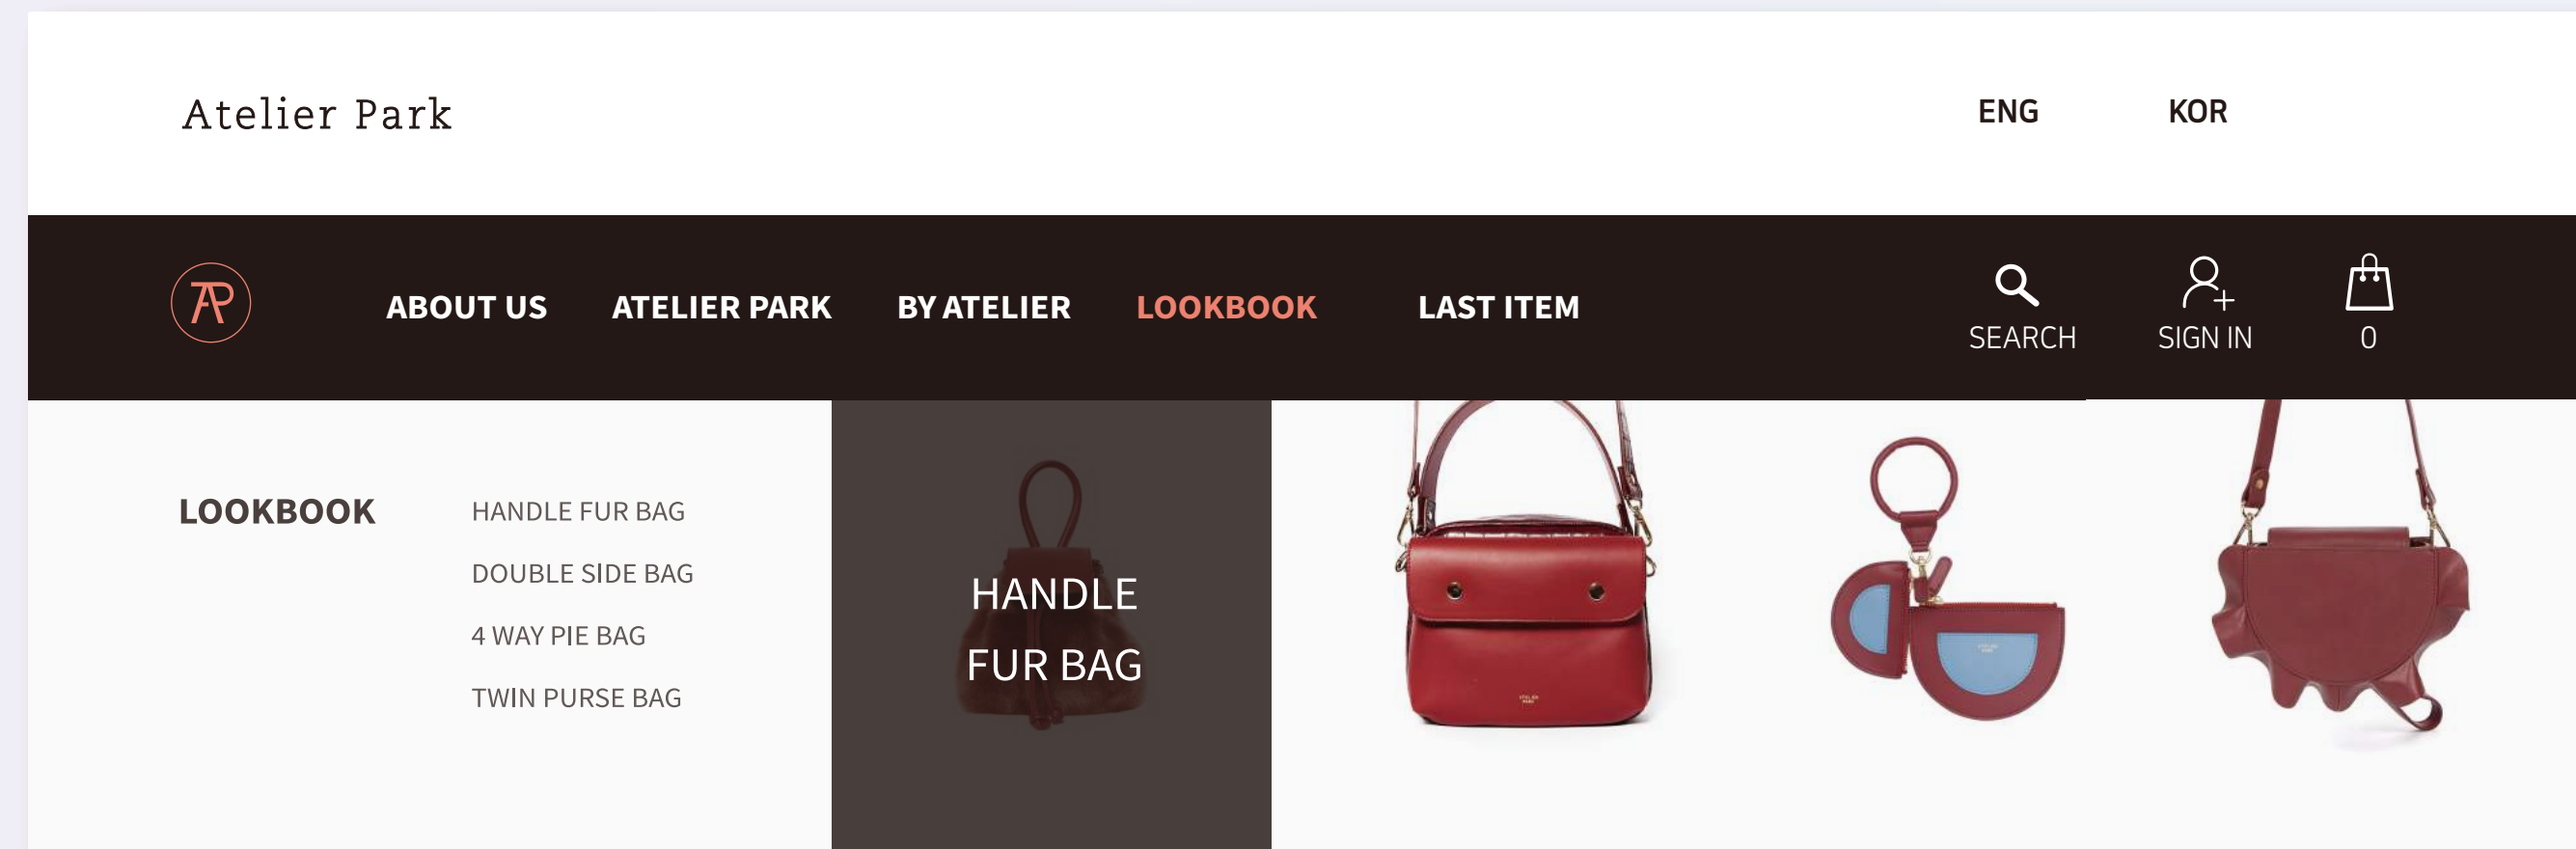 Atelier Park
ENG
KOR
AP
ABOUT US
ATELIER PARK
BY ATELIER
LOOKBOOK
LAST ITEM
SEARCH
SIGN IN
0
LOOKBOOK
HANDLE FUR BAG
DOUBLE SIDE BAG
4 WAY PIE BAG
TWIN PURSE BAG
HANDLE
FUR BAG